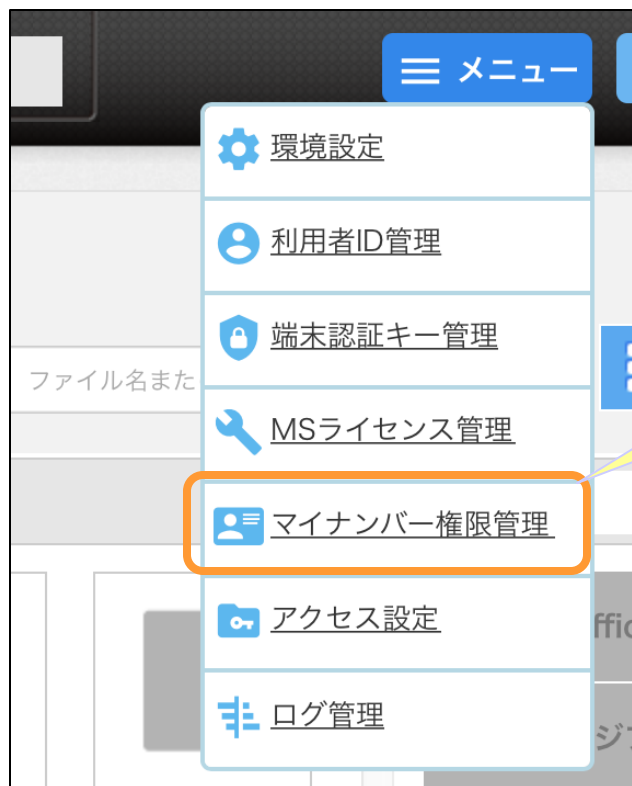 メニュー
環境設定
利用者ID管理
端末認証キー管理
ファイル名また
MSライセンス管理
マイナンバー権限管理
アクセス設定
ログ管理